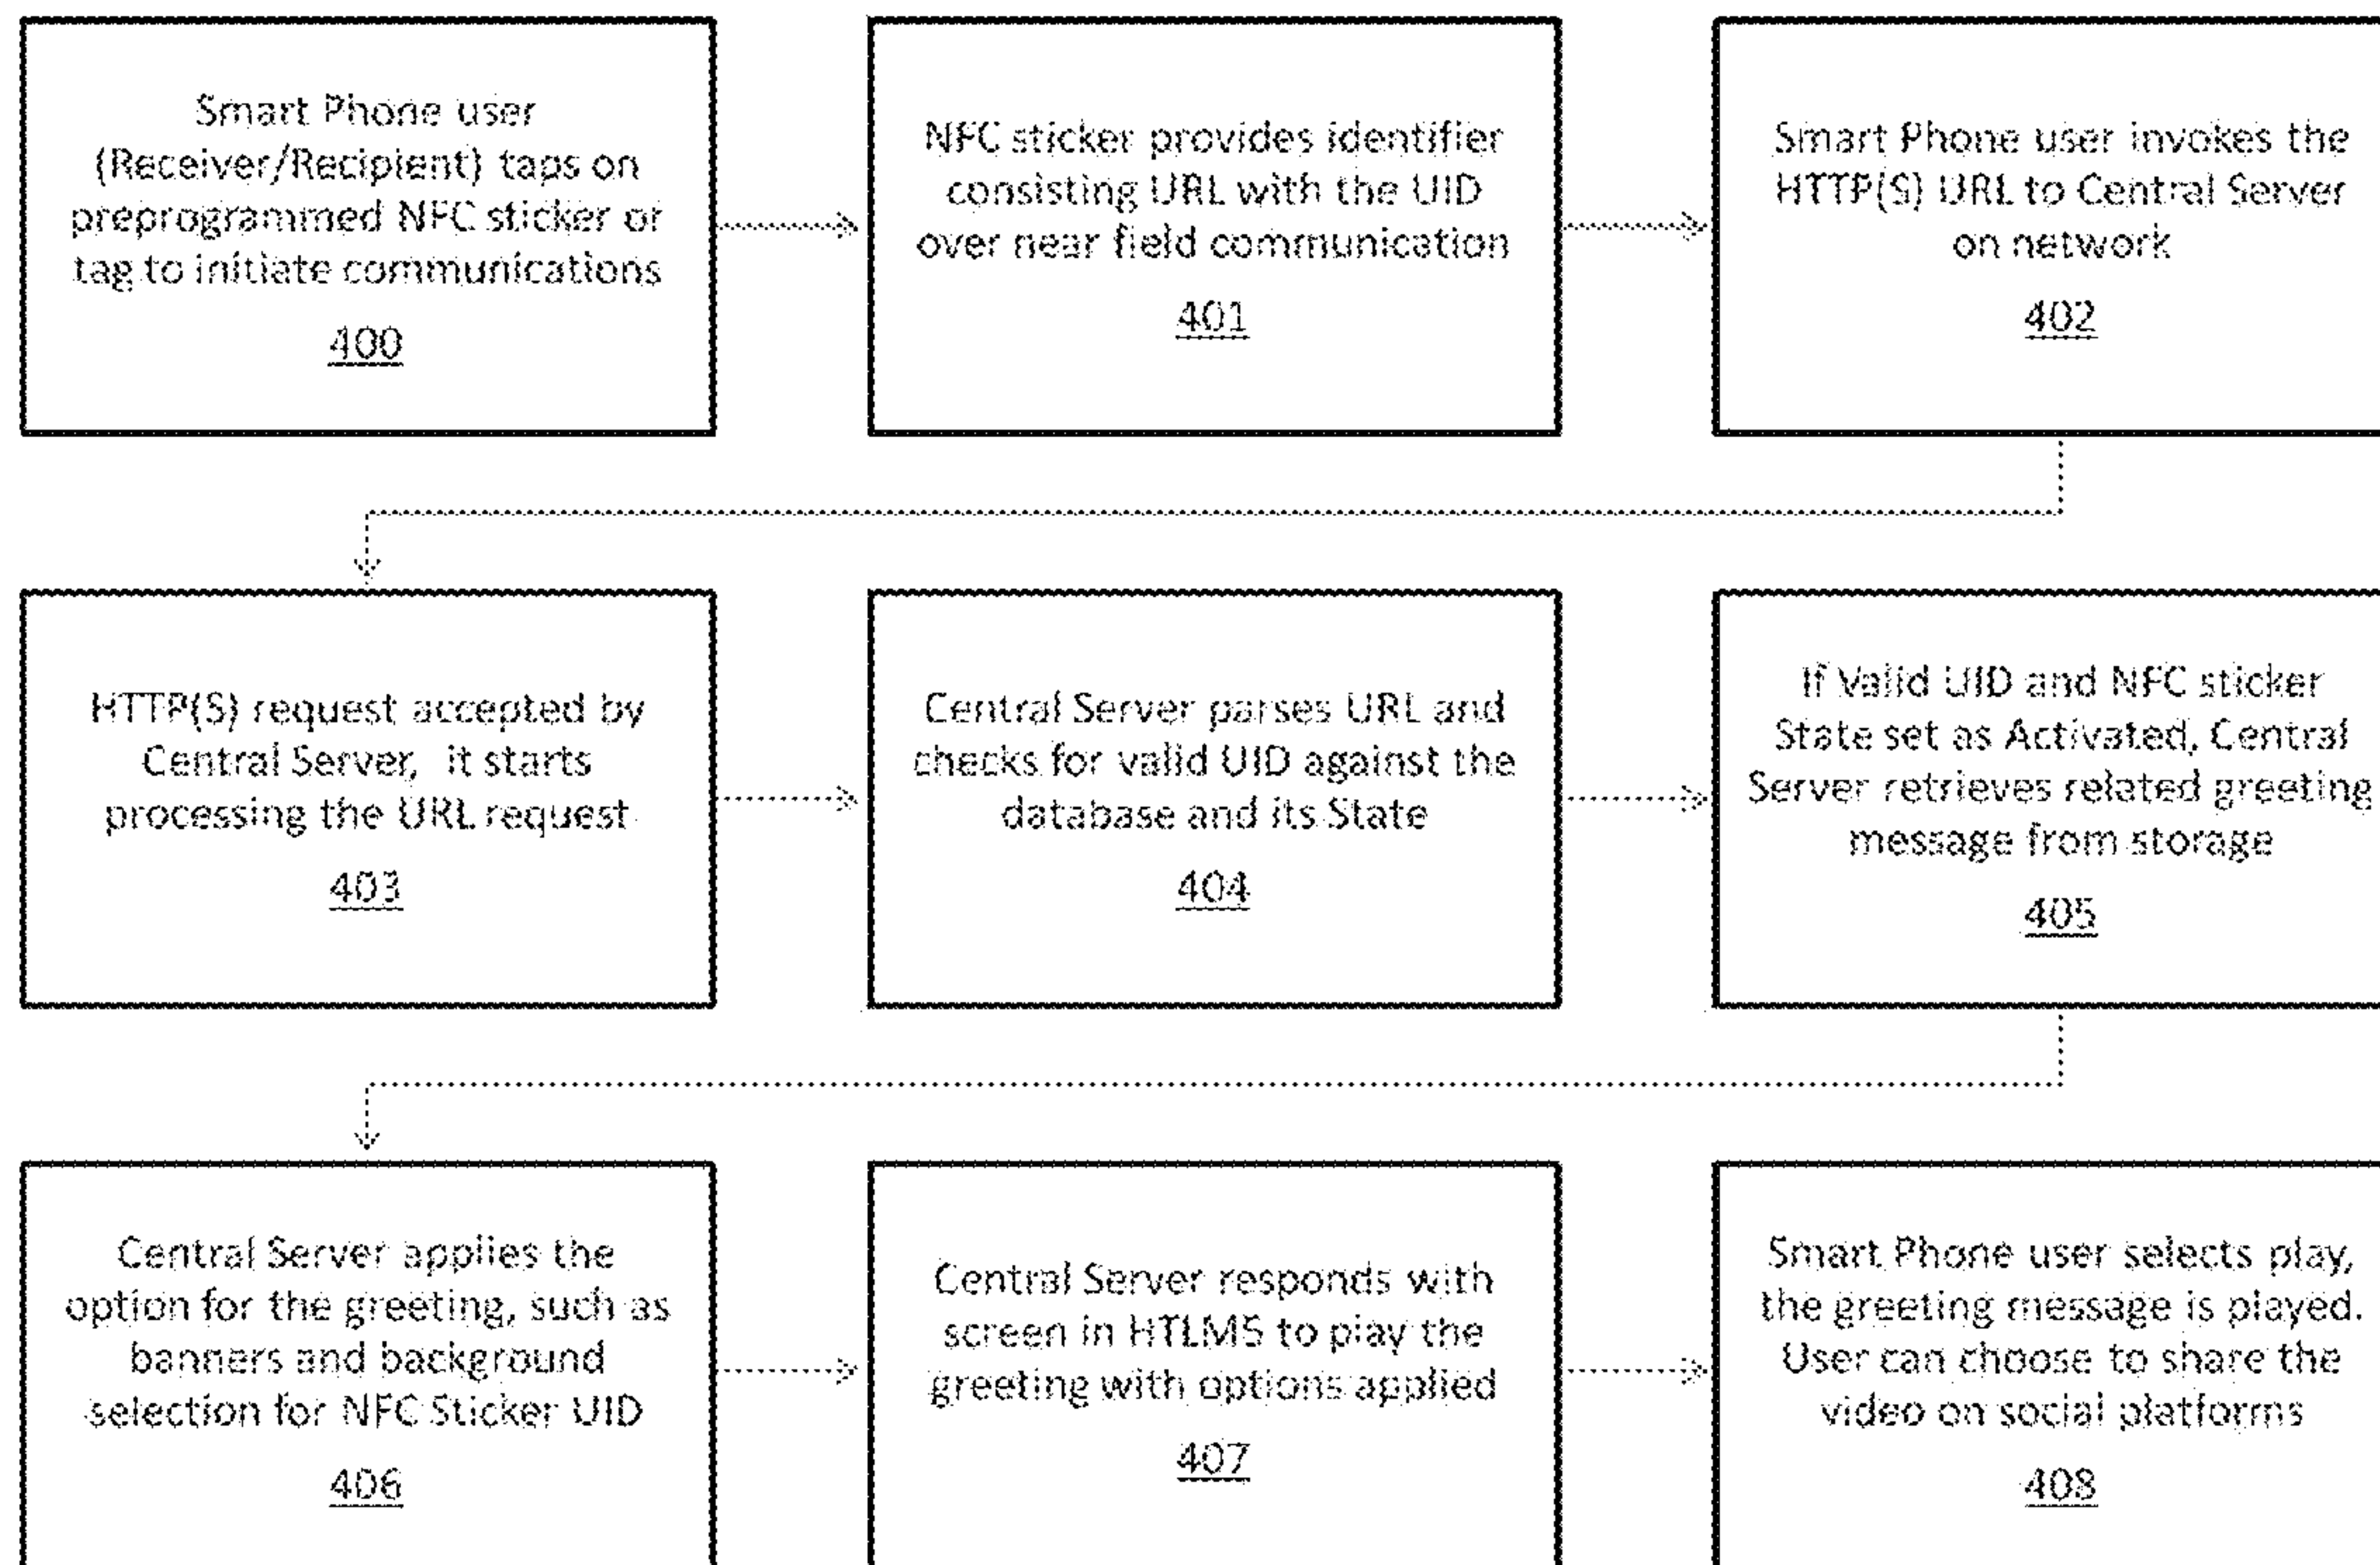 Smart Phone user
(Receiver/Recipient) taps on
preprogrammed NFC sticker or
tag to initiate communications
400
NFC sticker provides identifier
consisting URL with the UID
over near field communication
401
Smart Phone user invokes the
HTTP(S) URL to Central Server
on network
402
HTTP(S) request accepted by
Central Server, it starts
processing the URL request
403
Central Server parses URL and
checks for valid UID against the
database and its State
404
If Valid UID and NFC sticker
State set as Activated, Central
Server retrieves related greeting
message from storage
405
Central Server applies the
option for the greeting, such as
banners and background
selection for NFC Sticker UID
406
Central Server responds with
screen in HTLM5 to play the
greeting with options applied
407
Smart Phone user selects play,
the greeting message is played.
User can choose to share the
video on social platforms
408